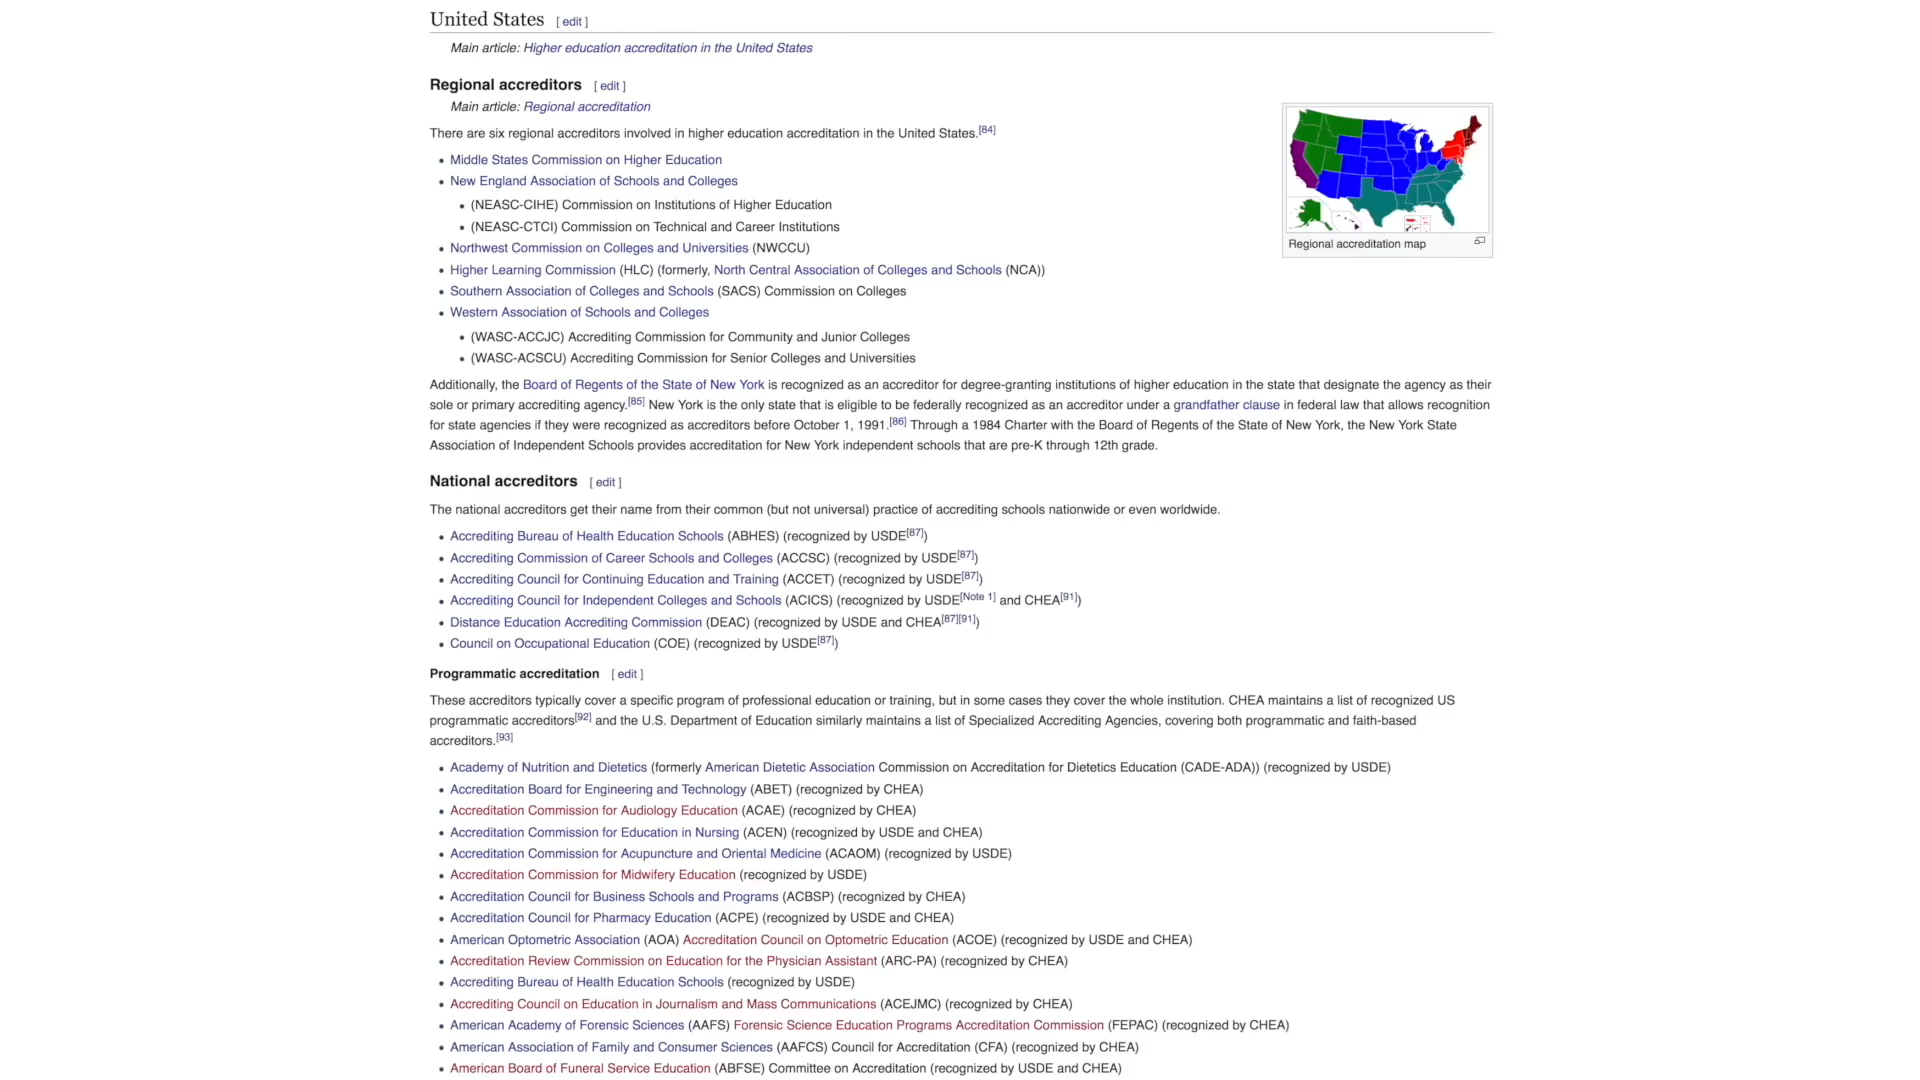 United States [ edit ]
Main article: Higher education accreditation in the United States
Regional accreditors [ edit ]
Main article: Regional accreditation
There are six regional accreditors involved in higher education accreditation in the United States.[84]
Middle States Commission on Higher Education
New England Association of Schools and Colleges
(NEASC-CIHE) Commission on Institutions of Higher Education
(NEASC-CTCI) Commission on Technical and Career Institutions
Northwest Commission on Colleges and Universities (NWCCU)
Higher Learning Commission (HLC) (formerly, North Central Association of Colleges and Schools (NCA))
Southern Association of Colleges and Schools (SACS) Commission on Colleges
Western Association of Schools and Colleges
(WASC-ACCJC) Accrediting Commission for Community and Junior Colleges
(WASC-ACSCU) Accrediting Commission for Senior Colleges and Universities
Regional accreditation map
Additionally, the Board of Regents of the State of New York is recognized as an accreditor for degree-granting institutions of higher education in the state that designate the agency as their
sole or primary accrediting agency.[85] New York is the only state that is eligible to be federally recognized as an accreditor under a grandfather clause in federal law that allows recognition
for state agencies if they were recognized as accreditors before October 1, 1991.[86] Through a 1984 Charter with the Board of Regents of the State of New York, the New York State
Association of Independent Schools provides accreditation for New York independent schools that are pre-K through 12th grade.
National accreditors [ edit ]
The national accreditors get their name from their common (but not universal) practice of accrediting schools nationwide or even worldwide.
Accrediting Bureau of Health Education Schools (ABHES) (recognized by USDE[87])
Accrediting Commission of Career Schools and Colleges (ACCSC) (recognized by USDE[87])
Accrediting Council for Continuing Education and Training (ACCET) (recognized by USDE[87])
Accrediting Council for Independent Colleges and Schools (ACICS) (recognized by USDE[Note 1] and CHEA[91])
Distance Education Accrediting Commission (DEAC) (recognized by USDE and CHEA[87][91])
Council on Occupational Education (COE) (recognized by USDE[87])
Programmatic accreditation [ edit ]
These accreditors typically cover a specific program of professional education or training, but in some cases they cover the whole institution. CHEA maintains a list of recognized US
programmatic accreditors[92] and the U.S. Department of Education similarly maintains a list of Specialized Accrediting Agencies, covering both programmatic and faith-based
accreditors.[93]
Academy of Nutrition and Dietetics (formerly American Dietetic Association Commission on Accreditation for Dietetics Education (CADE-ADA)) (recognized by USDE)
Accreditation Board for Engineering and Technology (ABET) (recognized by CHEA)
Accreditation Commission for Audiology Education (ACAE) (recognized by CHEA)
Accreditation Commission for Education in Nursing (ACEN) (recognized by USDE and CHEA)
Accreditation Commission for Acupuncture and Oriental Medicine (ACAOM) (recognized by USDE)
Accreditation Commission for Midwifery Education (recognized by USDE)
Accreditation Council for Business Schools and Programs (ACBSP) (recognized by CHEA)
Accreditation Council for Pharmacy Education (ACPE) (recognized by USDE and CHEA)
American Optometric Association (AOA) Accreditation Council on Optometric Education (ACOE) (recognized by USDE and CHEA)
Accreditation Review Commission on Education for the Physician Assistant (ARC-PA) (recognized by CHEA)
Accrediting Bureau of Health Education Schools (recognized by USDE)
Accrediting Council on Education in Journalism and Mass Communications (ACEJMC) (recognized by CHEA)
American Academy of Forensic Sciences (AAFS) Forensic Science Education Programs Accreditation Commission (FEPAC) (recognized by CHEA)
American Association of Family and Consumer Sciences (AAFCS) Council for Accreditation (CFA) (recognized by CHEA)
American Board of Funeral Service Education (ABFSE) Committee on Accreditation (recognized by USDE and CHEA)